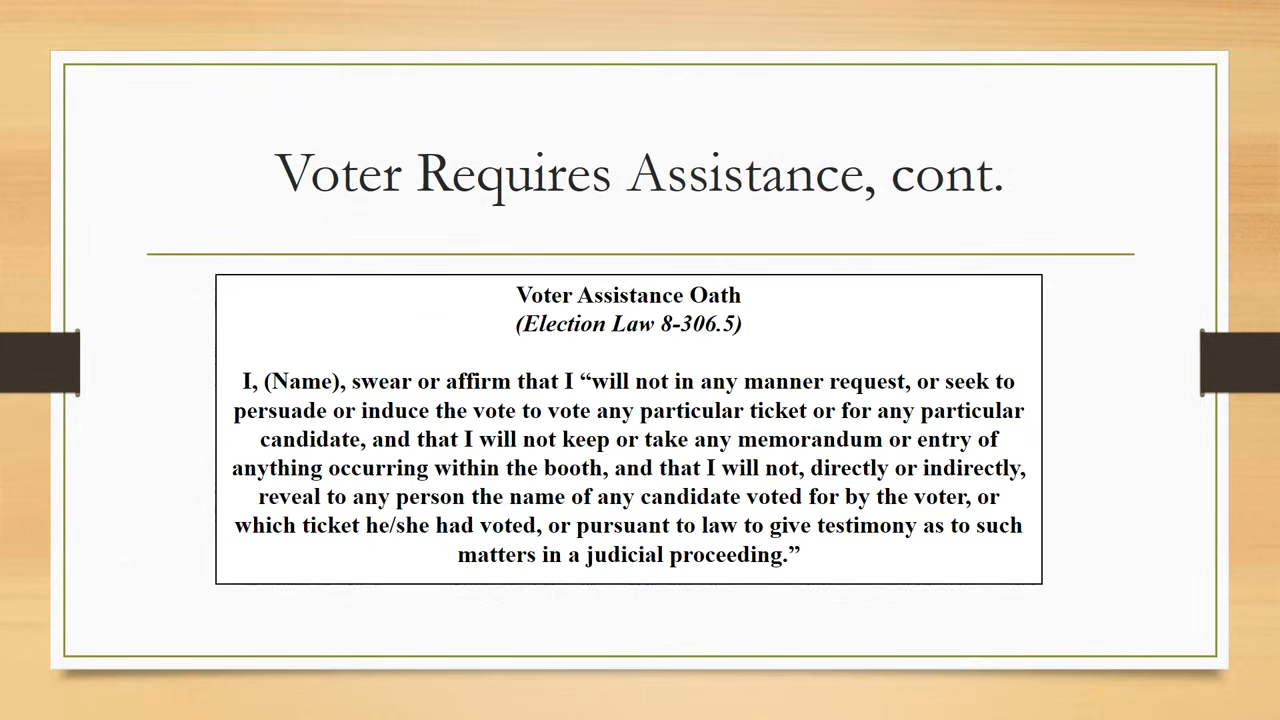 Voter Requires Assistance, cont.
Voter Assistance Oath
(Election Law 8-306.5)
I, (Name), swear or affirm that I “will not in any manner request, or seek to
persuade or induce the vote to vote any particular ticket or for any particular
candidate, and that I will not keep or take any memorandum or entry of
anything occurring within the booth, and that I will not, directly or indirectly,
reveal to any person the name of any candidate voted for by the voter, or
which ticket he/she had voted, or pursuant to law to give testimony as to such
matters in a judicial proceeding.”